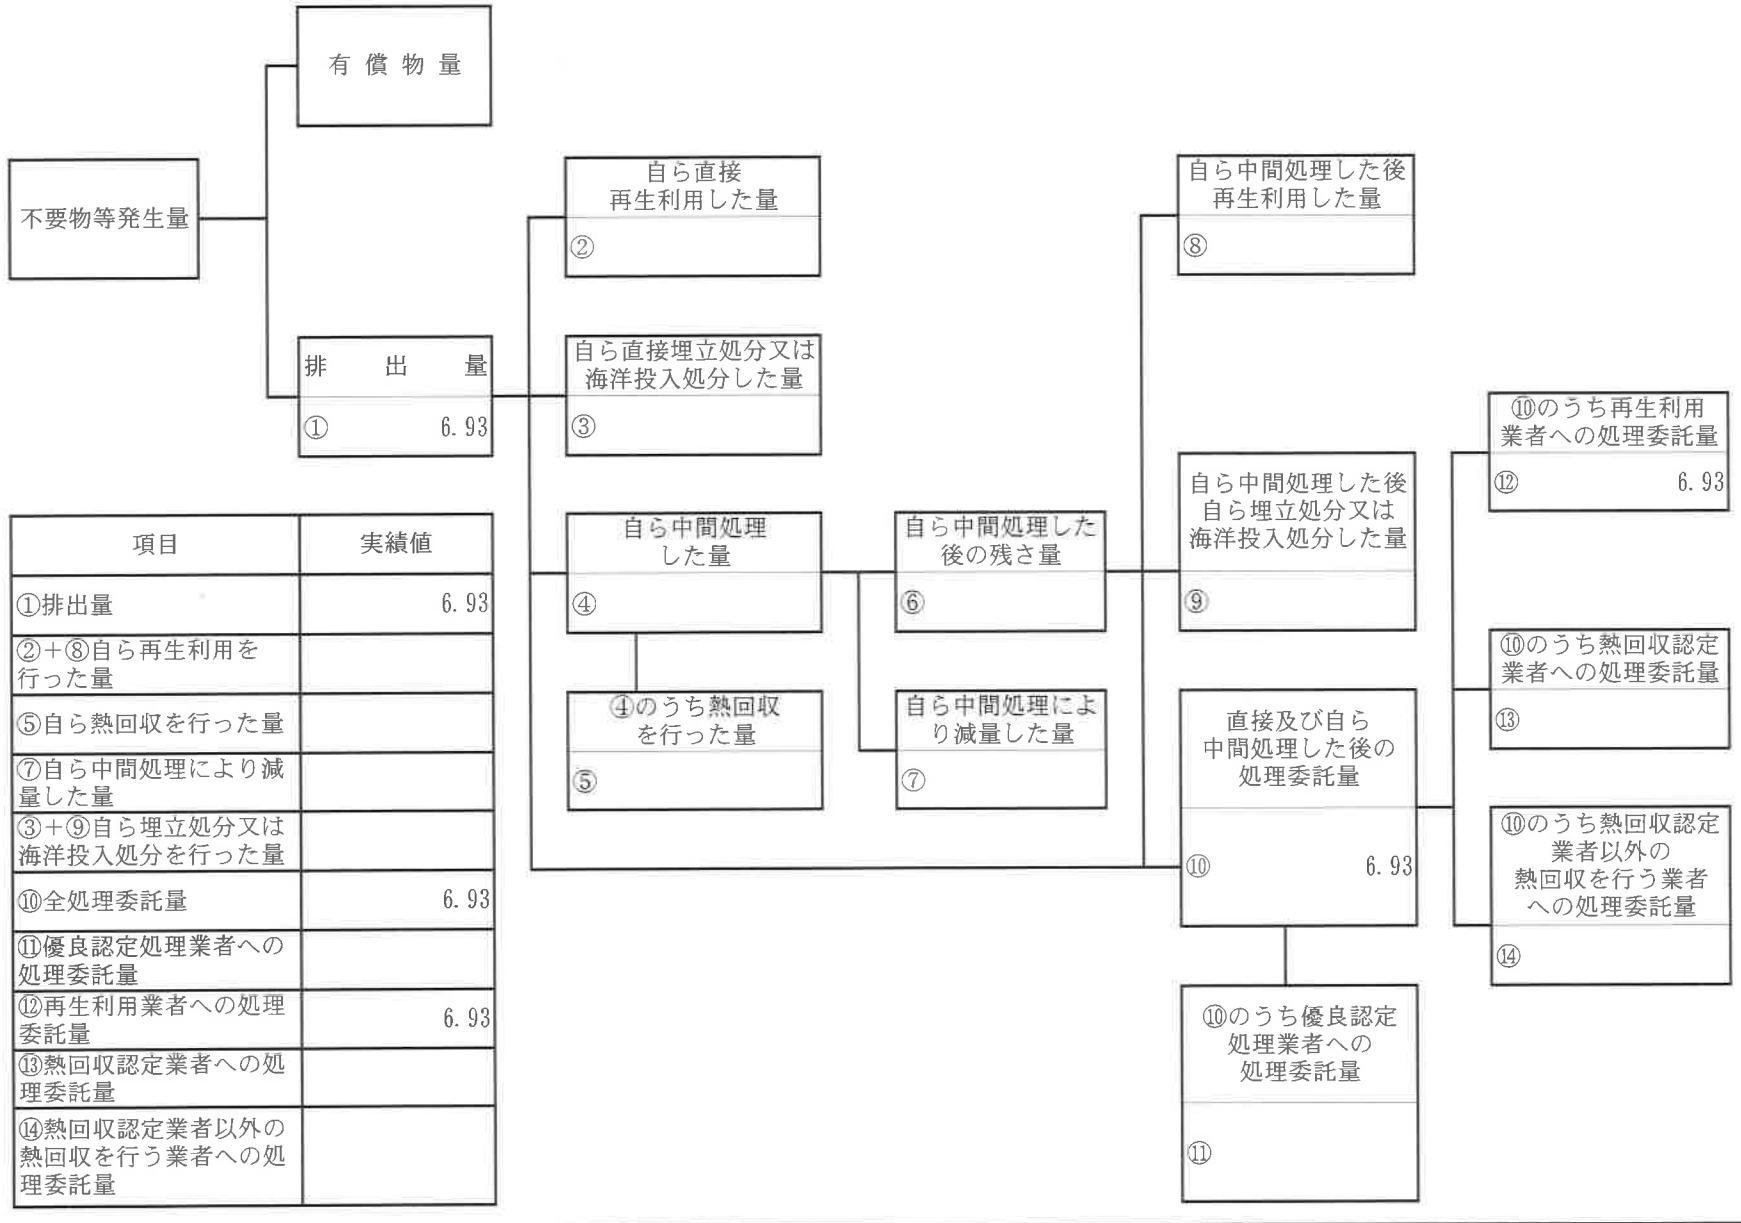 有償物量
不要物等発生量
排出量
① 6.93
自ら直接
再生利用した量
②
自ら直接埋立処分又は
海洋投入処分した量
③
自ら中間処理
した量
④
④のうち熱回収
を行った量
⑤
自ら中間処理した
後の残さ量
⑥
自ら中間処理によ
り減量した量
⑦
自ら中間処理した後
再生利用した量
⑧
自ら中間処理した後
自ら埋立処分又は
海洋投入処分した量
⑨
直接及び自ら
中間処理した後の
処理委託量
⑩ 6.93
⑩のうち優良認定
処理業者への
処理委託量
⑪
⑩のうち再生利用
業者への処理委託量
⑫ 6.93
⑩のうち熱回収認定
業者への処理委託量
⑬
⑩のうち熱回収認定
業者以外の
熱回収を行う業者
への処理委託量
⑭
項目 実績値
①排出量 6.93
②+⑧自ら再生利用を
行った量
⑤自ら熱回収を行った量
⑦自ら中間処理により減
量した量
③+⑨自ら埋立処分又は
海洋投入処分を行った量
⑩全処理委託量 6.93
⑪優良認定処理業者への
処理委託量
⑫再生利用業者への処理
委託量 6.93
⑬熱回収認定業者への処
理委託量
⑭熱回収認定業者以外の
熱回収を行う業者への処
理委託量